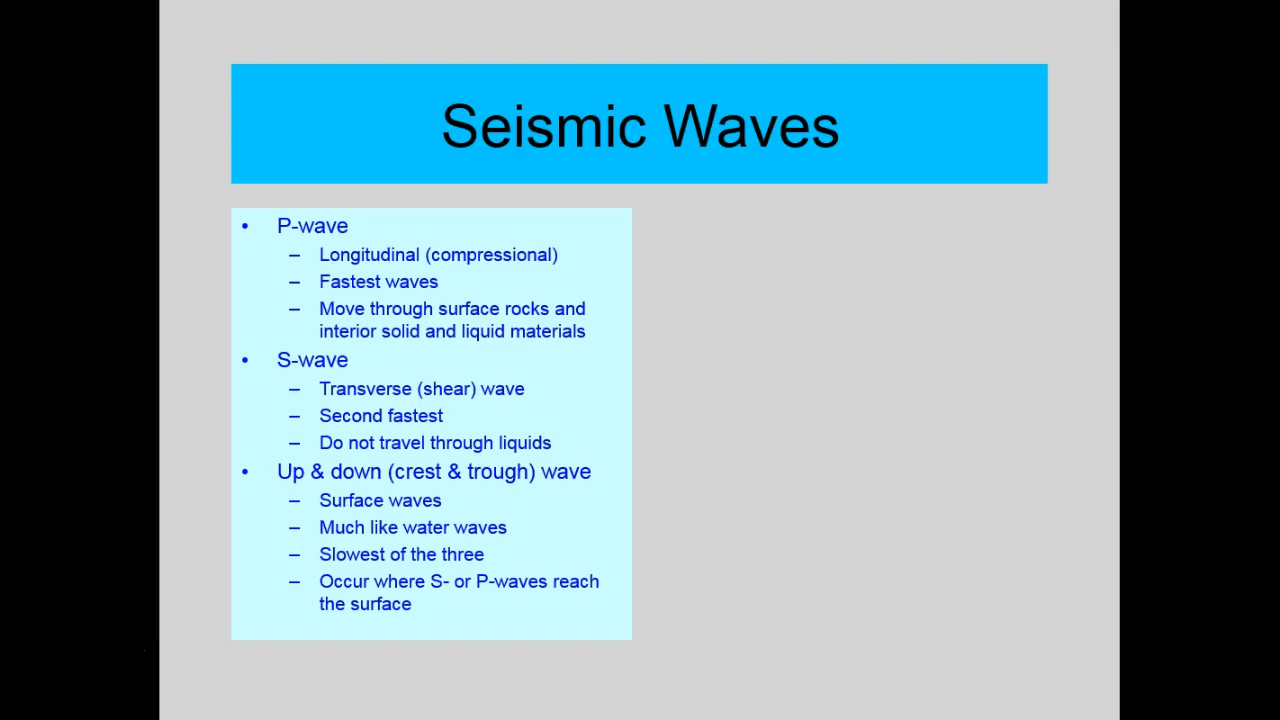 Seismic Waves
• P-wave
– Longitudinal (compressional)
– Fastest waves
– Move through surface rocks and
interior solid and liquid materials
• S-wave
– Transverse (shear) wave
– Second fastest
– Do not travel through liquids
• Up & down (crest & trough) wave
– Surface waves
– Much like water waves
– Slowest of the three
– Occur where S- or P-waves reach
the surface